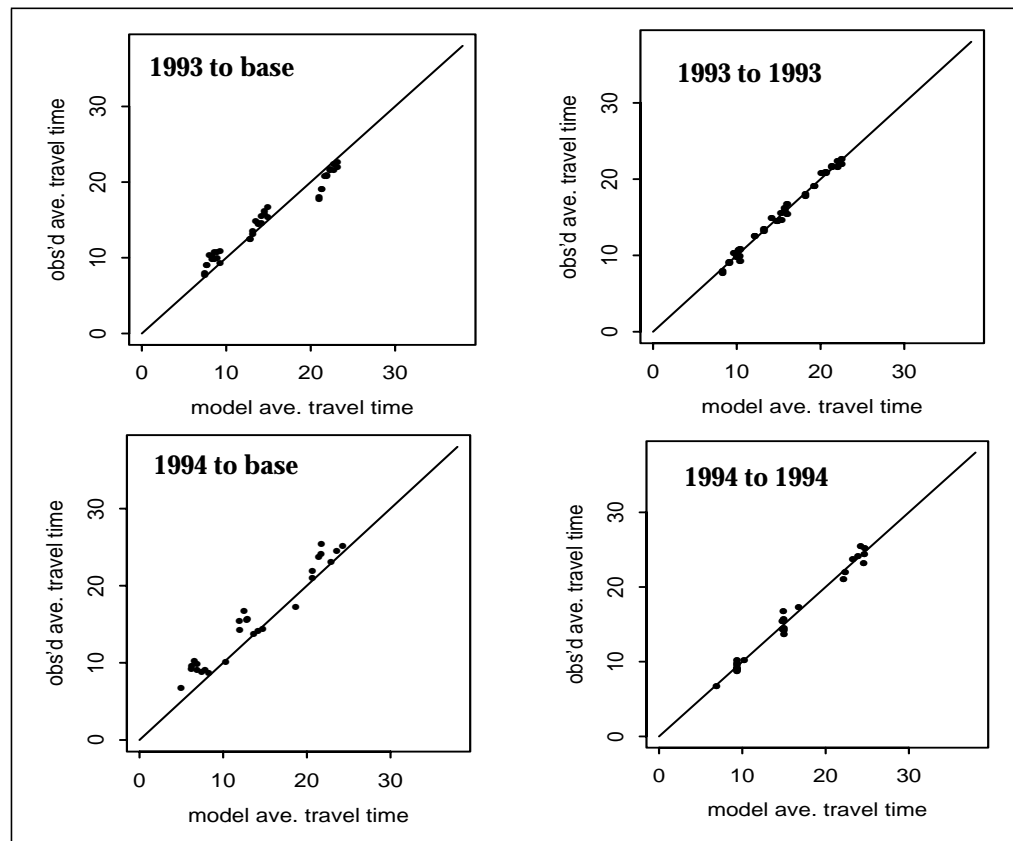 1993 to base
obs'd ave. travel time
0 10 20 30
0 10 20 30
model ave. travel time
1993 to 1993
obs'd ave. travel time
0 10 20 30
0 10 20 30
model ave. travel time
1994 to base
obs'd ave. travel time
0 10 20 30
0 10 20 30
model ave. travel time
1994 to 1994
obs'd ave. travel time
0 10 20 30
0 10 20 30
model ave. travel time